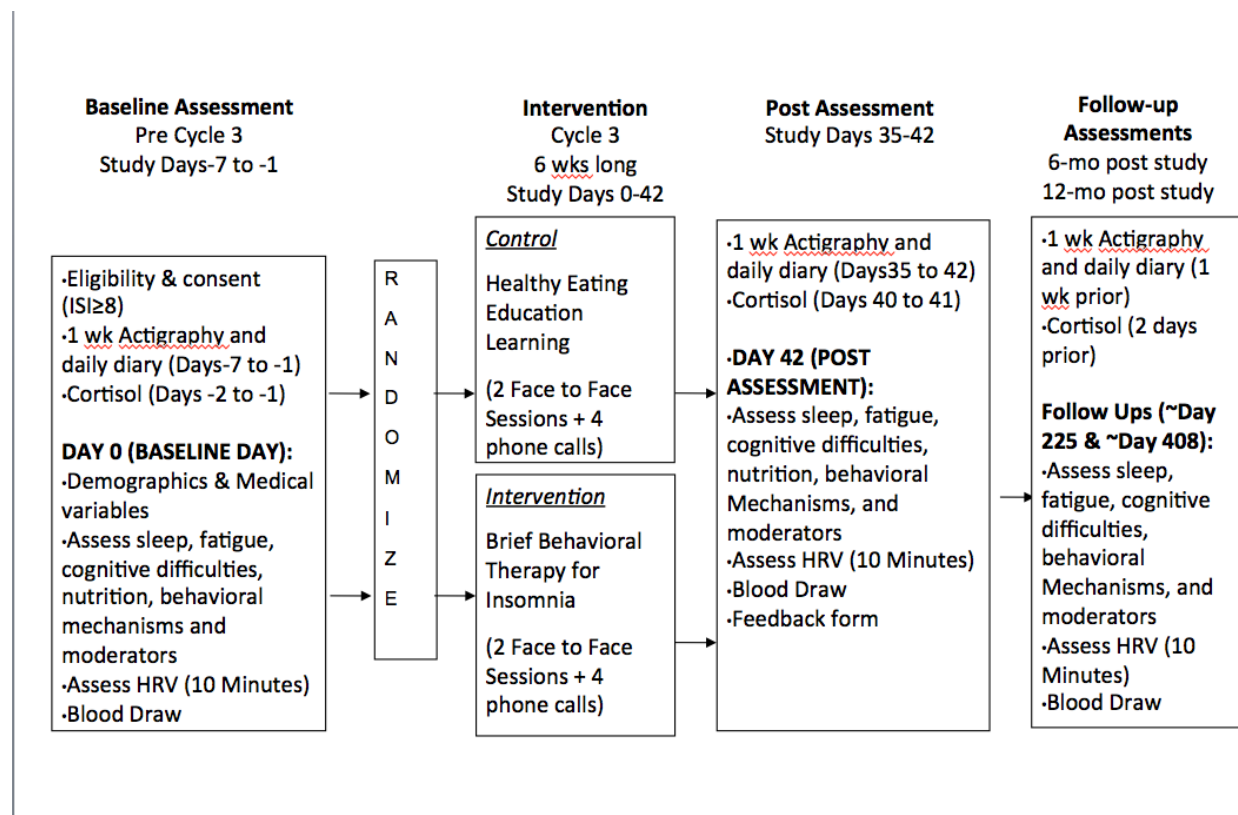 Baseline Assessment
Pre Cycle 3
Study Days-7 to -1
·Eligibility & consent
(ISI≥8)
·1 wk Actigraphy and
daily diary (Days-7 to -1)
·Cortisol (Days -2 to -1)
DAY 0 (BASELINE DAY):
·Demographics & Medical
variables
·Assess sleep, fatigue,
cognitive difficulties,
nutrition, behavioral
mechanisms and
moderators
·Assess HRV (10 Minutes)
·Blood Draw
R
A
N
D
O
M
I
Z
E
Intervention
Cycle 3
6 wks long
Study Days 0-42
Control
Healthy Eating
Education
Learning
(2 Face to Face
Sessions + 4
phone calls)
Intervention
Brief Behavioral
Therapy for
Insomnia
(2 Face to Face
Sessions + 4
phone calls)
Post Assessment
Study Days 35-42
·1 wk Actigraphy and
daily diary (Days35 to 42)
·Cortisol (Days 40 to 41)
·DAY 42 (POST
ASSESSMENT):
·Assess sleep, fatigue,
cognitive difficulties,
nutrition, behavioral
Mechanisms, and
moderators
·Assess HRV (10 Minutes)
·Blood Draw
·Feedback form
Follow-up
Assessments
6-mo post study
12-mo post study
·1 wk Actigraphy
and daily diary (1
wk prior)
·Cortisol (2 days
prior)
Follow Ups (~Day
225 & ~Day 408):
·Assess sleep,
fatigue, cognitive
difficulties,
behavioral
Mechanisms, and
moderators
·Assess HRV (10
Minutes)
·Blood Draw